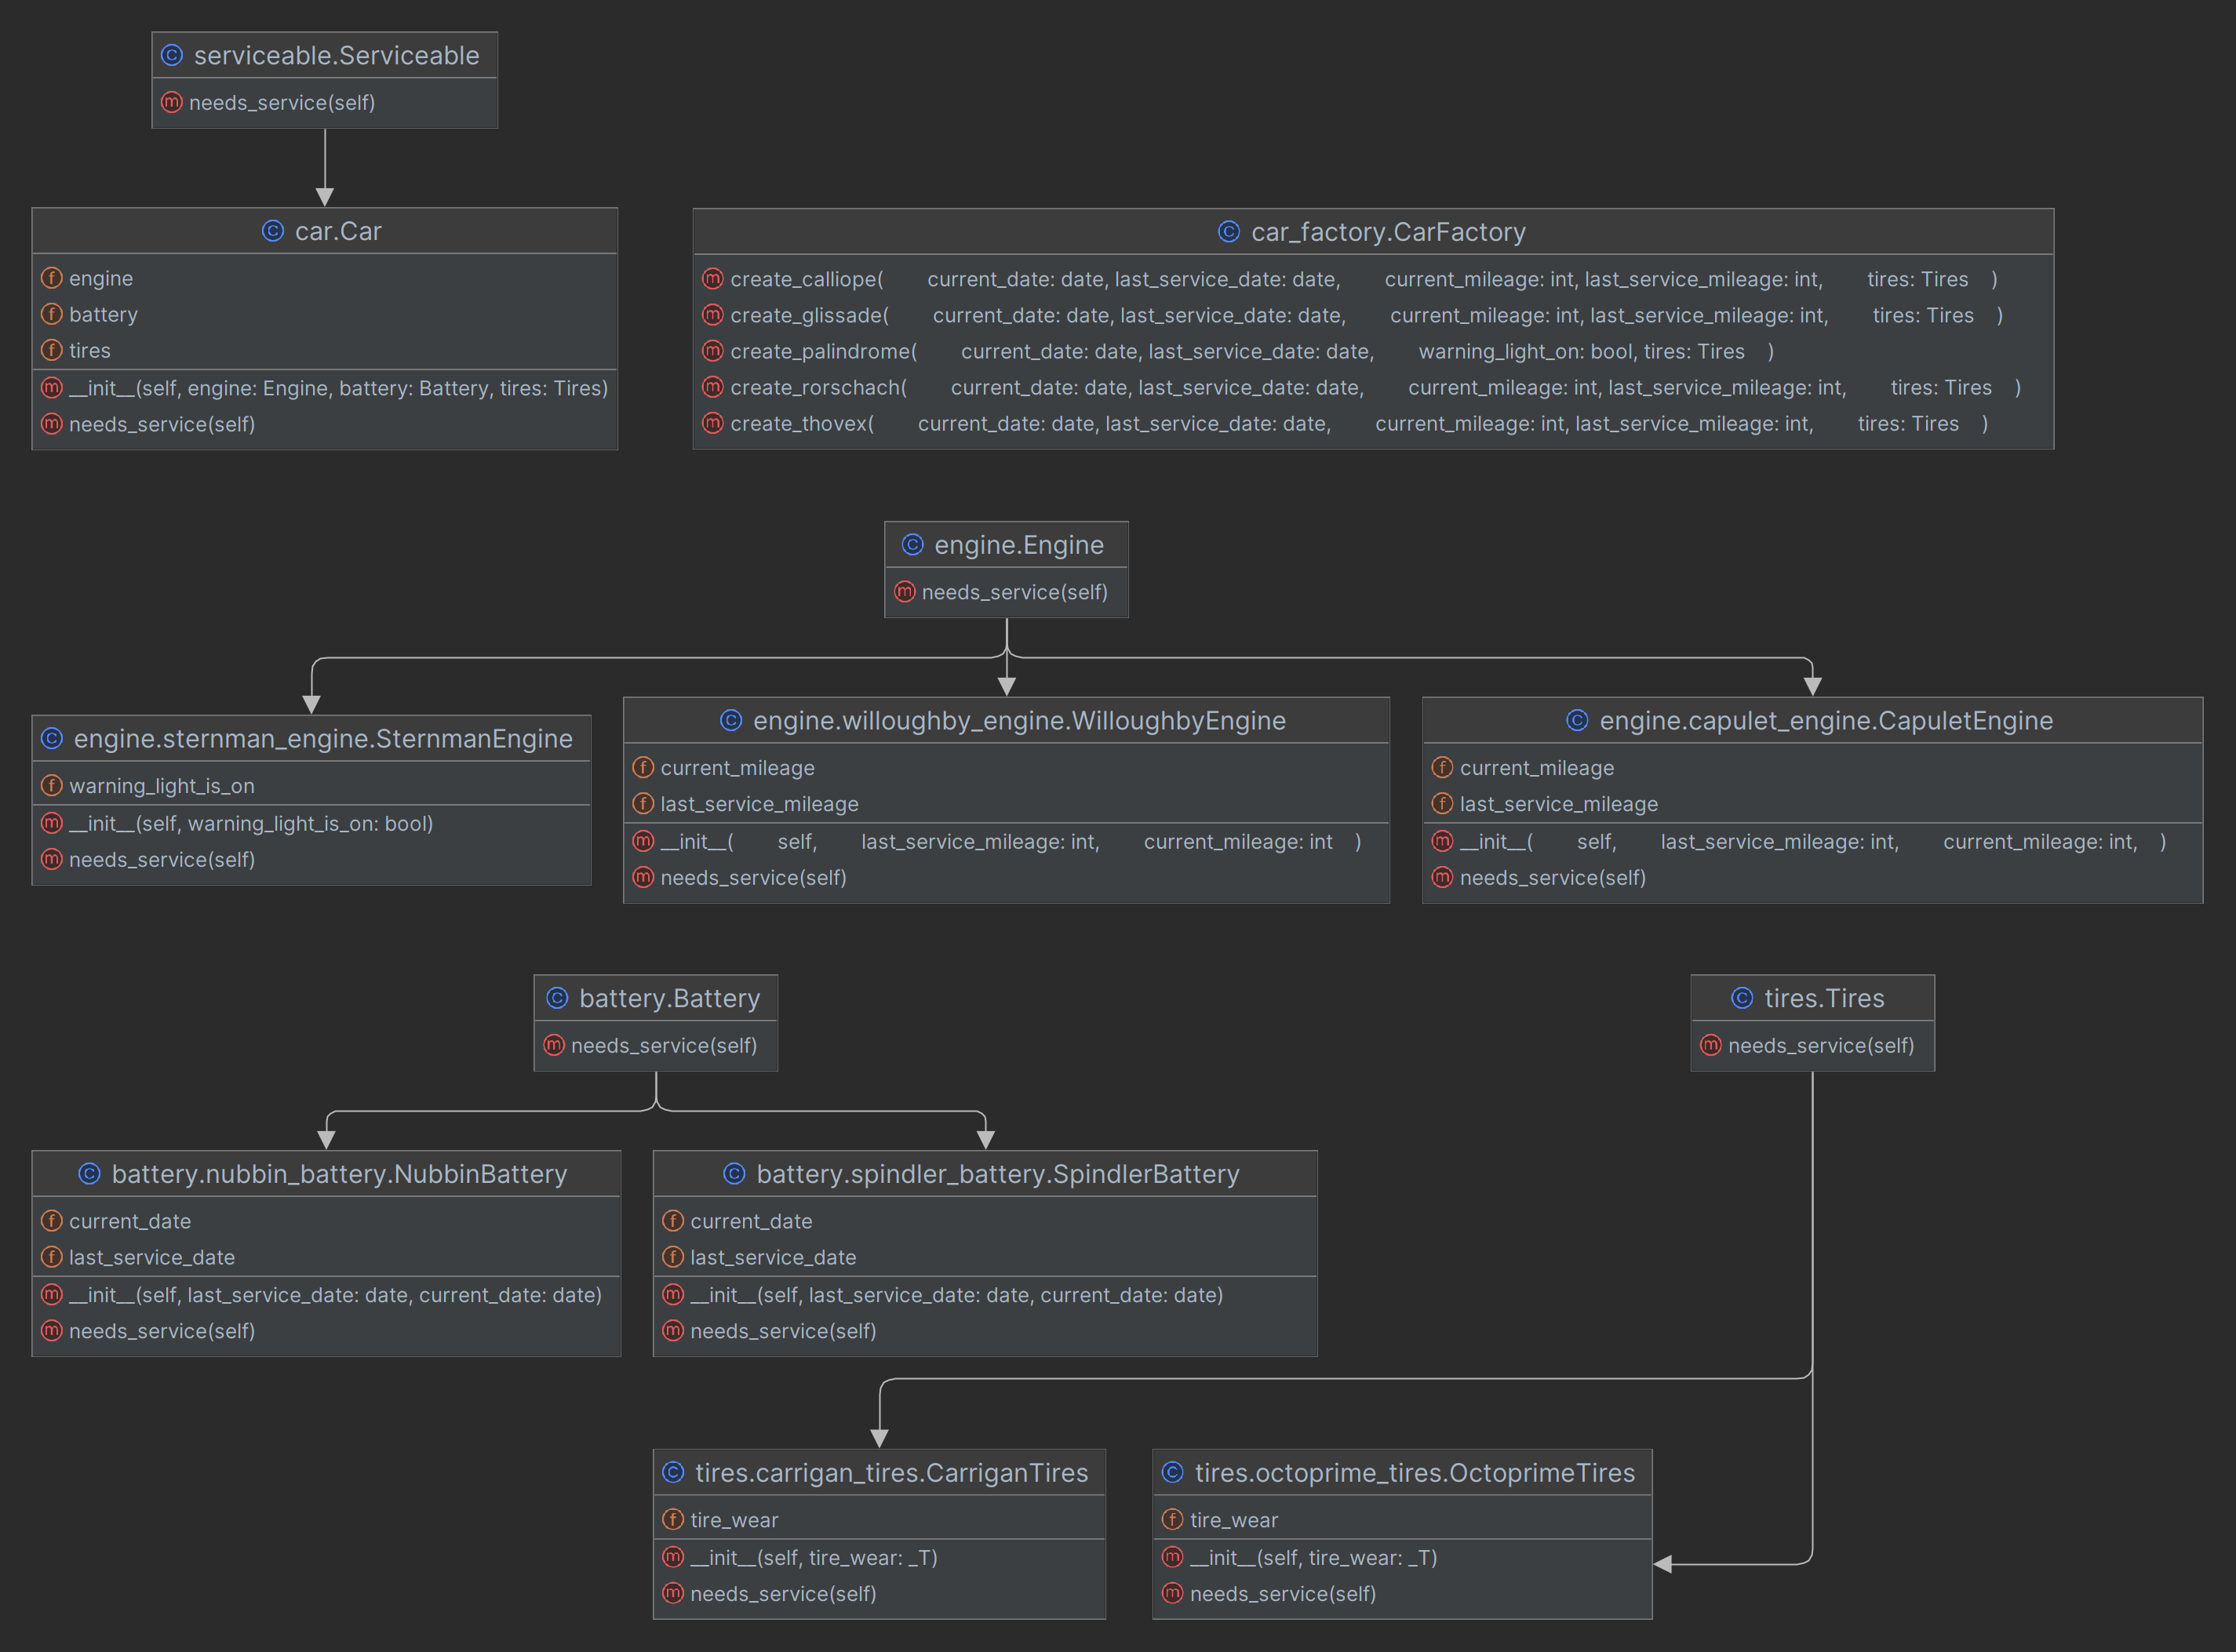 serviceable.Serviceable
needs_service(self)
car.Car
engine
battery
tires
__init__(self, engine: Engine, battery: Battery, tires: Tires)
needs_service(self)
car_factory.CarFactory
create_calliope( current_date: date, last_service_date: date, current_mileage: int, last_service_mileage: int, tires: Tires )
create_glissade( current_date: date, last_service_date: date, current_mileage: int, last_service_mileage: int, tires: Tires )
create_palindrome( current_date: date, last_service_date: date, warning_light_on: bool, tires: Tires )
create_rorschach( current_date: date, last_service_date: date, current_mileage: int, last_service_mileage: int, tires: Tires )
create_thovex( current_date: date, last_service_date: date, current_mileage: int, last_service_mileage: int, tires: Tires )
engine.Engine
needs_service(self)
engine.sternman_engine.SternmanEngine
warning_light_is_on
__init__(self, warning_light_is_on: bool)
needs_service(self)
engine.willoughby_engine.WilloughbyEngine
current_mileage
last_service_mileage
__init__( self, last_service_mileage: int, current_mileage: int )
needs_service(self)
engine.capulet_engine.CapuletEngine
current_mileage
last_service_mileage
__init__( self, last_service_mileage: int, current_mileage: int, )
needs_service(self)
battery.Battery
needs_service(self)
tires.Tires
needs_service(self)
battery.nubbin_battery.NubbinBattery
current_date
last_service_date
__init__(self, last_service_date: date, current_date: date)
needs_service(self)
battery.spindler_battery.SpindlerBattery
current_date
last_service_date
__init__(self, last_service_date: date, current_date: date)
needs_service(self)
tires.carrigan_tires.CarriganTires
tire_wear
__init__(self, tire_wear: _T)
needs_service(self)
tires.octoprime_tires.OctoprimeTires
tire_wear
__init__(self, tire_wear: _T)
needs_service(self)